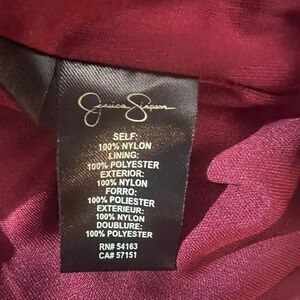 Jessica Simpson
SELF:
100% NYLON
LINING:
100% POLYESTER
EXTERIOR:
100% NYLON
FORRO:
100% POLIESTER
EXTERIEUR:
100% NYLON
DOUBLURE:
100% POLYESTER
RN# 54163
CA# 57151